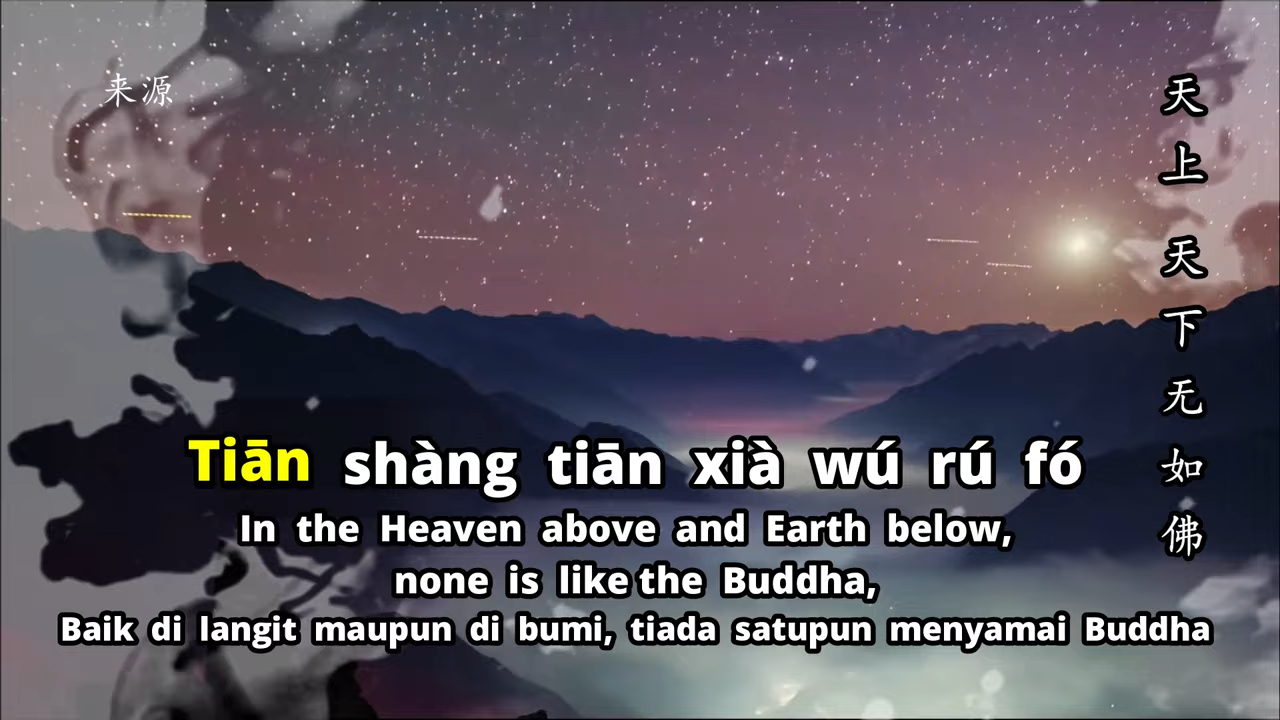 来源
天上天下无如佛
Tiān shàng tiān xià wú rú fó
In the Heaven above and Earth below,
none is like the Buddha,
Baik di langit maupun di bumi, tiada satupun menyamai Buddha